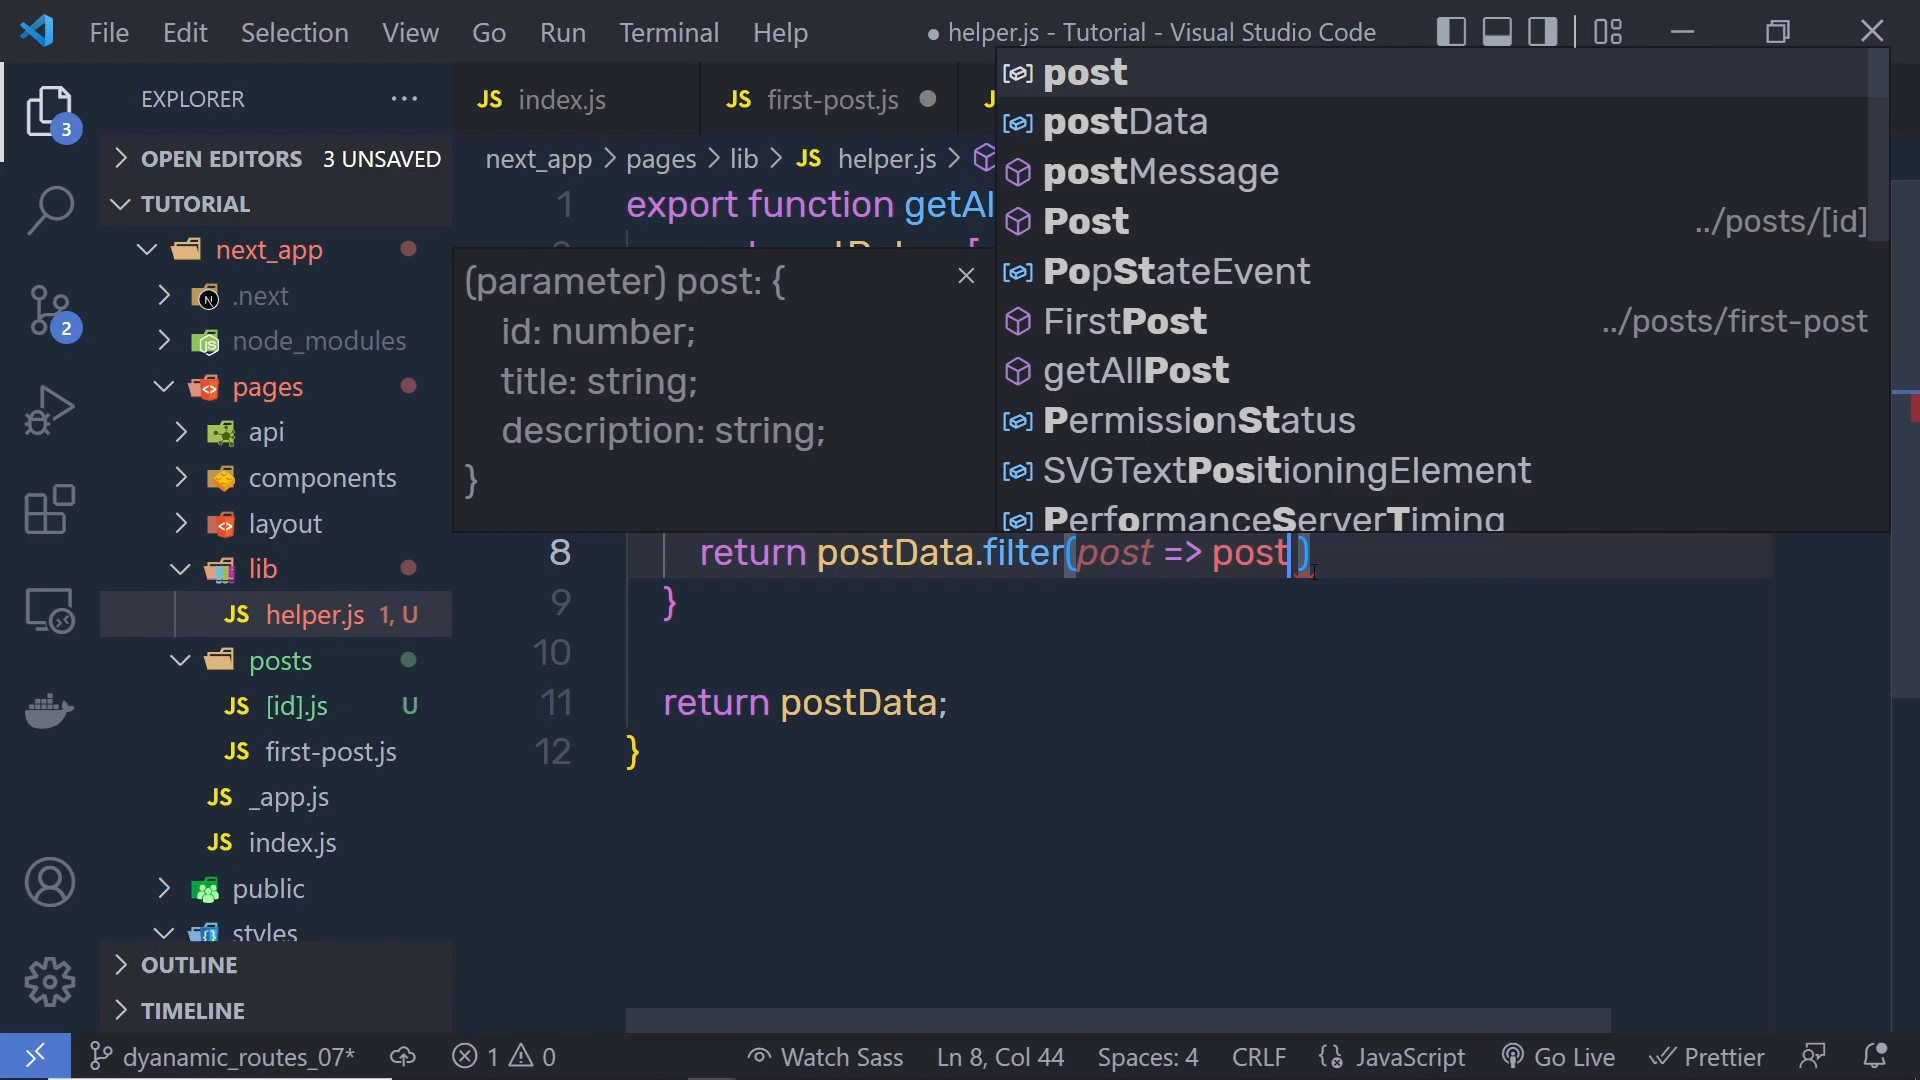 File Edit Selection View Go Run Terminal Help
● helper.js - Tutorial - Visual Studio Code
3
2
EXPLORER ···
OPEN EDITORS 3 UNSAVED
TUTORIAL
next_app
.next
node_modules
pages
api
components
layout
lib
JS helper.js 1, U
posts
JS [id].js U
JS first-post.js
JS _app.js
JS index.js
public
styles
OUTLINE
TIMELINE
JS index.js JS first-post.js
next_app > pages > lib > JS helper.js >
1 export function getAl
(parameter) post: {
id: number;
title: string;
description: string;
}
post
postData
postMessage
Post ../posts/[id]
PopStateEvent
FirstPost ../posts/first-post
getAllPost
PermissionStatus
SVGTextPositioningElement
PerformanceServerTiming
8 return postData.filter(post => post)
9 }
10
11 return postData;
12 }
dyanamic_routes_07* 1 0 Watch Sass Ln 8, Col 44 Spaces: 4 CRLF JavaScript Go Live Prettier